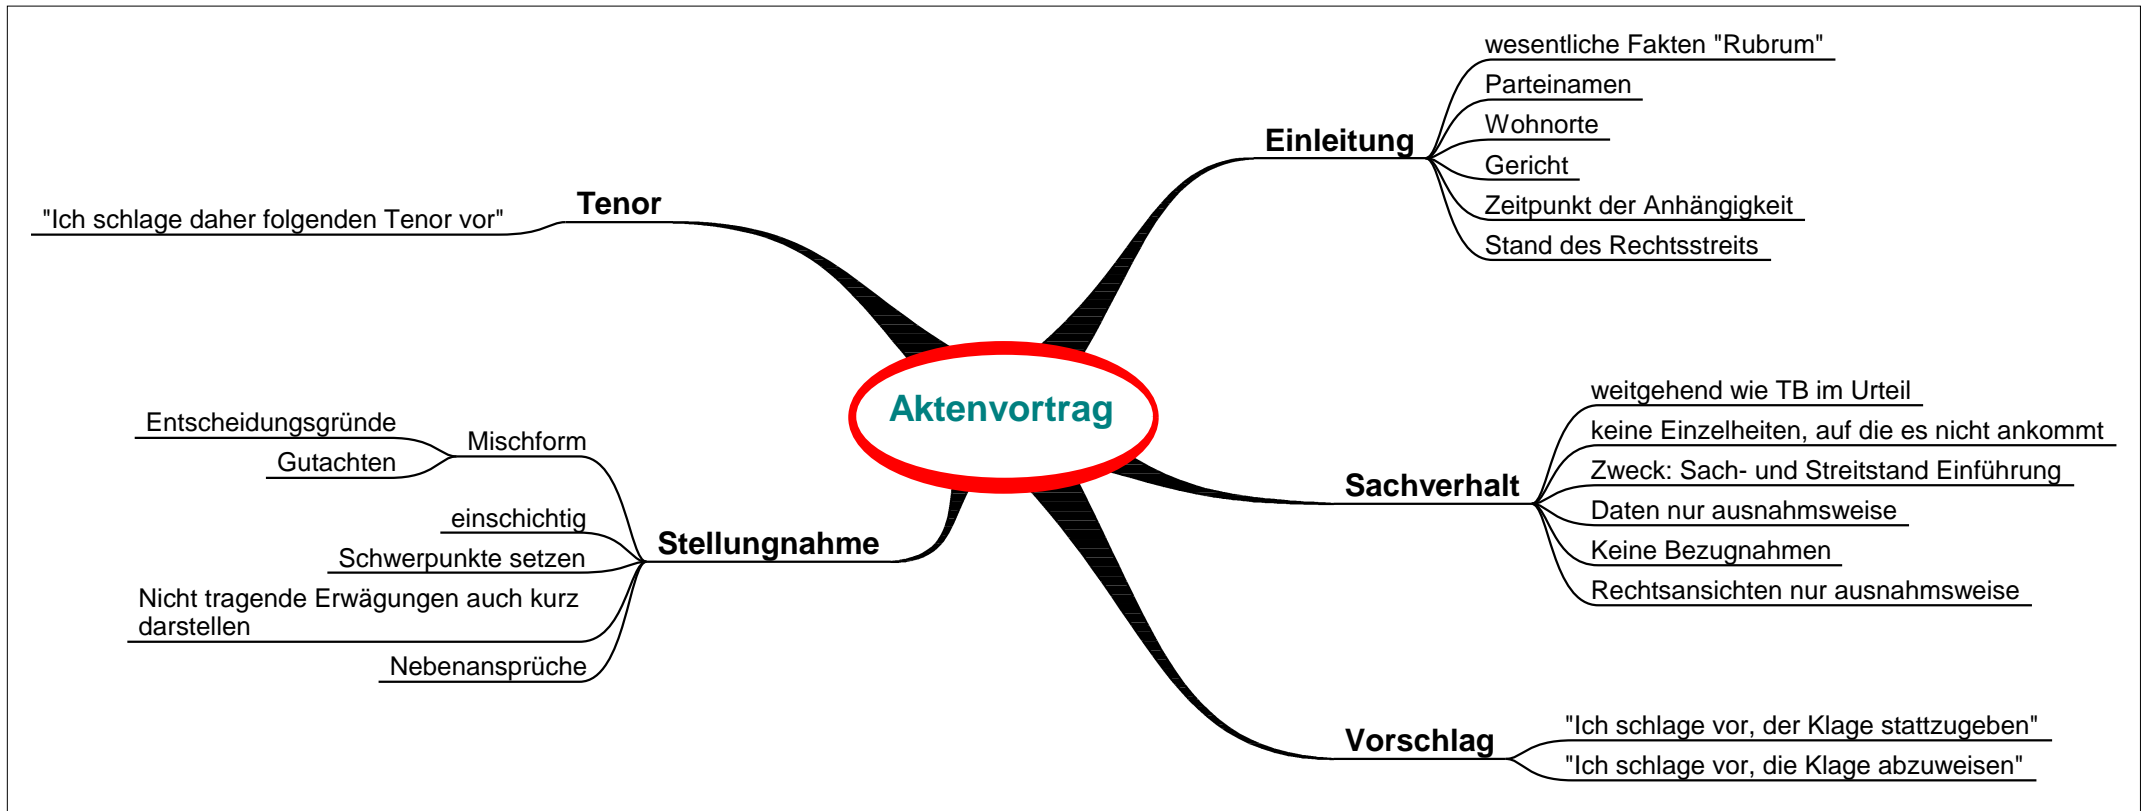 Aktenvortrag
Einleitung
wesentliche Fakten "Rubrum"
Parteinamen
Wohnorte
Gericht
Zeitpunkt der Anhängigkeit
Stand des Rechtsstreits
Sachverhalt
weitgehend wie TB im Urteil
keine Einzelheiten, auf die es nicht ankommt
Zweck: Sach- und Streitstand Einführung
Daten nur ausnahmsweise
Keine Bezugnahmen
Rechtsansichten nur ausnahmsweise
Vorschlag
"Ich schlage vor, der Klage stattzugeben"
"Ich schlage vor, die Klage abzuweisen"
Stellungnahme
Mischform
Entscheidungsgründe
Gutachten
einschichtig
Schwerpunkte setzen
Nicht tragende Erwägungen auch kurz
darstellen
Nebenansprüche
Tenor
"Ich schlage daher folgenden Tenor vor"